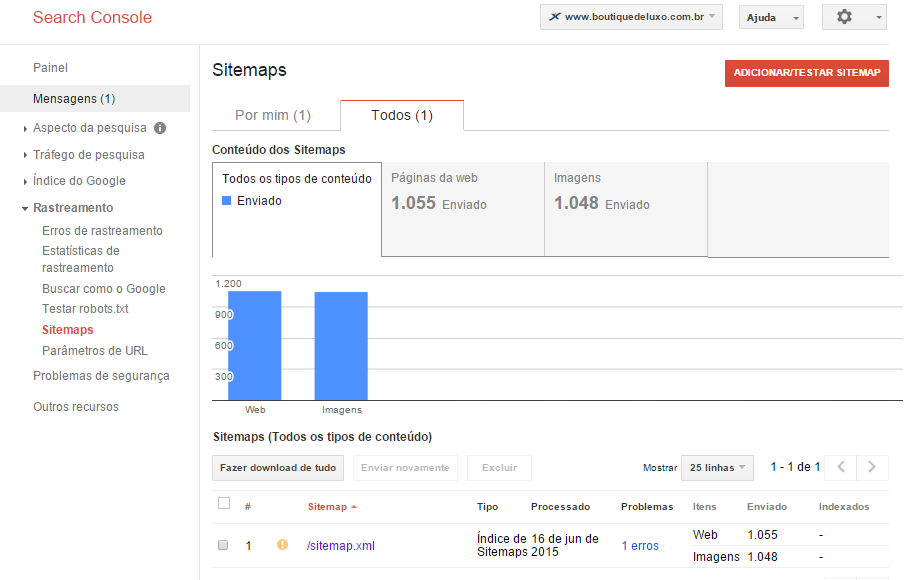 Search Console
www.boutiquedeluxo.com.br
Ajuda
Painel
Mensagens (1)
Aspecto da pesquisa
Tráfego de pesquisa
Índice do Google
Rastreamento
Erros de rastreamento
Estatísticas de
rastreamento
Buscar como o Google
Testar robots.txt
Sitemaps
Parâmetros de URL
Problemas de segurança
Outros recursos
Sitemaps
ADICIONAR/TESTAR SITEMAP
Por mim (1)
Todos (1)
Conteúdo dos Sitemaps
Todos os tipos de conteúdo
Enviado
Páginas da web
1.055 Enviado
Imagens
1.048 Enviado
1.200
900
600
300
Web
Imagens
Sitemaps (Todos os tipos de conteúdo)
Fazer download de tudo
Enviar novamente
Excluir
Mostrar
25 linhas
1 - 1 de 1
# Sitemap Tipo Processado Problemas Itens Enviado Indexados
1 /sitemap.xml
Índice de
Sitemaps
16 de jun de
2015
1 erros
Web 1.055 -
Imagens 1.048 -